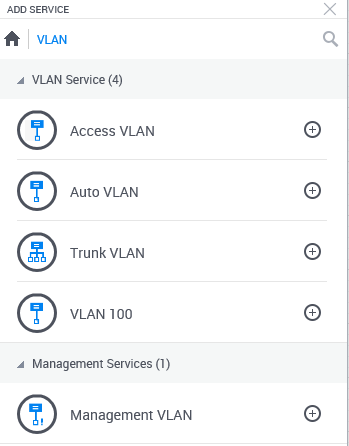 ADD SERVICE
VLAN
VLAN Service (4)
Access VLAN
Auto VLAN
Trunk VLAN
VLAN 100
Management Services (1)
Management VLAN